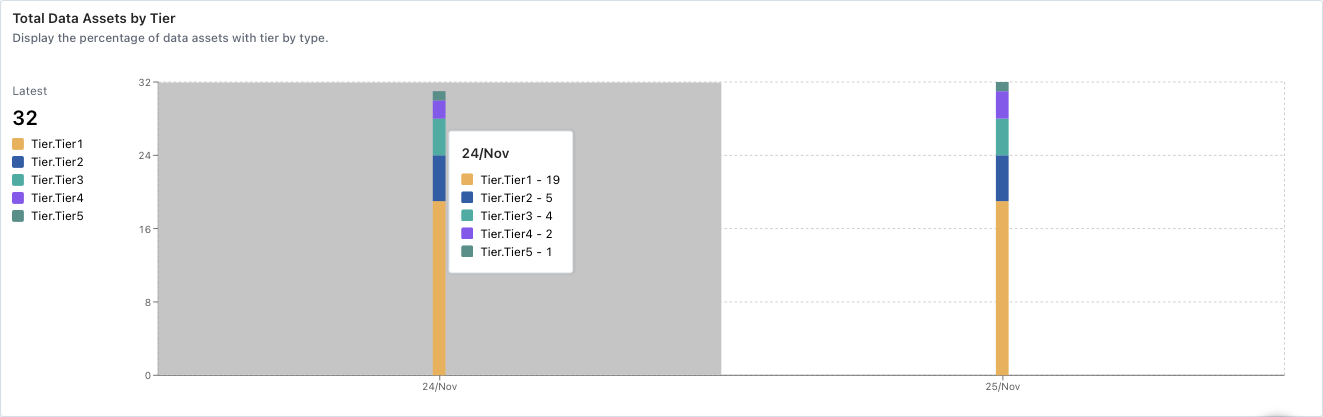 Total Data Assets by Tier
Display the percentage of data assets with tier by type.
Latest
32
Tier.Tier1
Tier.Tier2
Tier.Tier3
Tier.Tier4
Tier.Tier5
32
24
16
8
0
24/Nov
Tier.Tier1 - 19
Tier.Tier2 - 5
Tier.Tier3 - 4
Tier.Tier4 - 2
Tier.Tier5 - 1
24/Nov
25/Nov